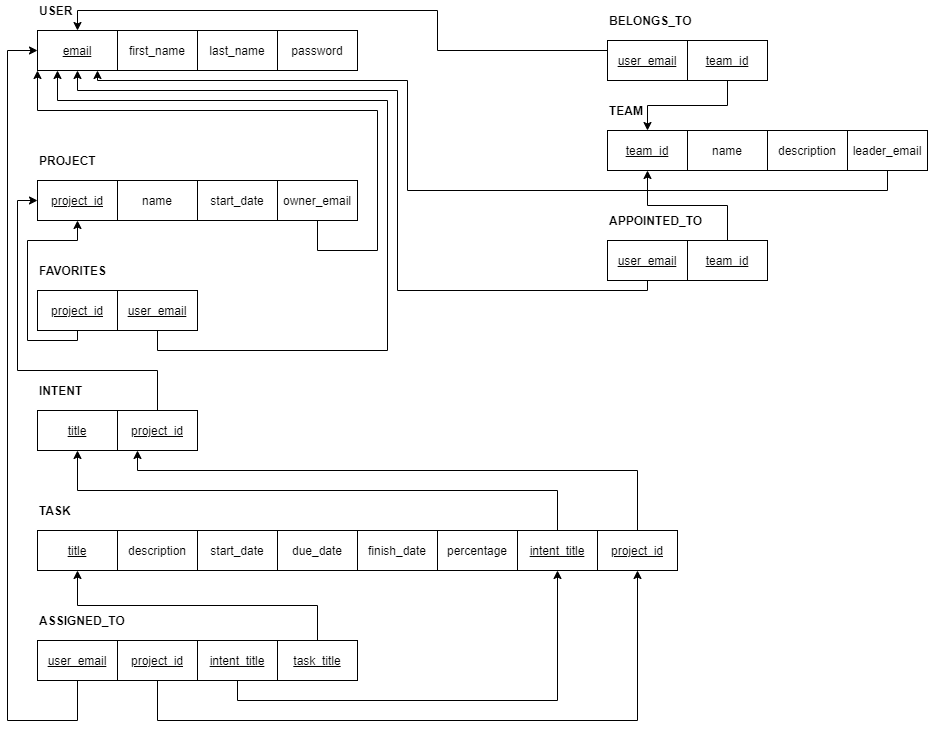 USER
email first_name last_name password
BELONGS_TO
user_email team_id
TEAM
team_id name description leader_email
PROJECT
project_id name start_date owner_email
APPOINTED_TO
user_email team_id
FAVORITES
project_id user_email
INTENT
title project_id
TASK
title description start_date due_date finish_date percentage intent_title project_id
ASSIGNED_TO
user_email project_id intent_title task_title